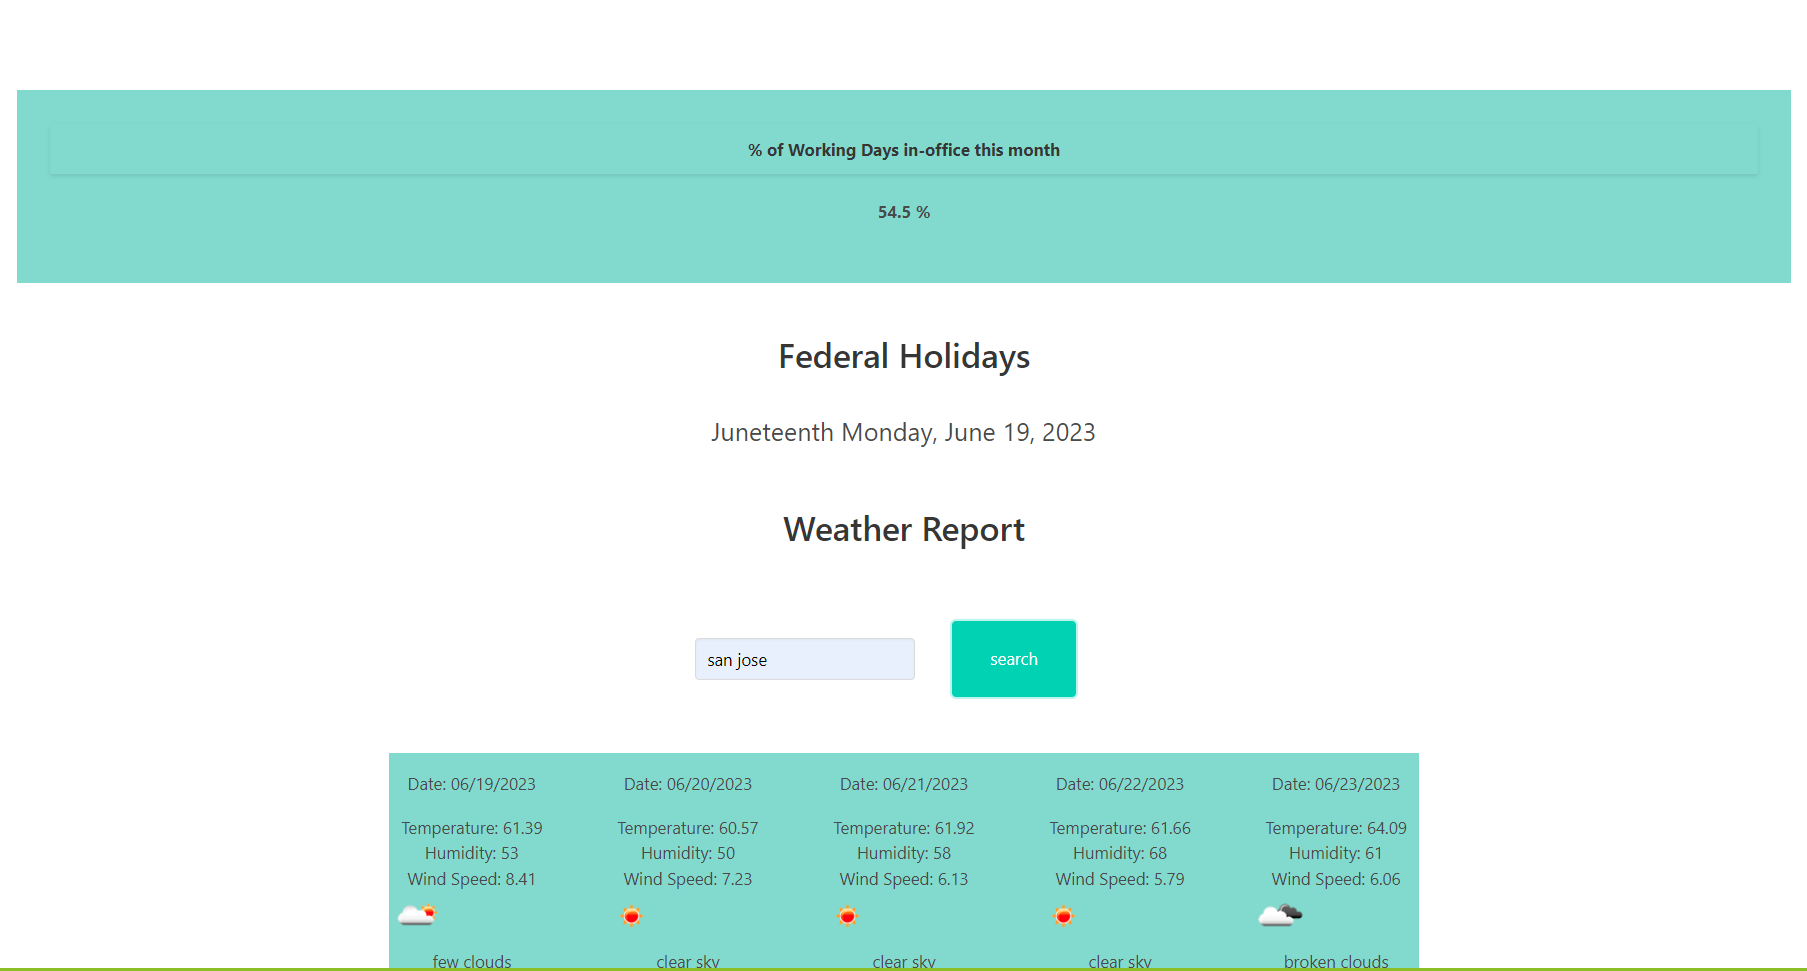 % of Working Days in-office this month
54.5 %
Federal Holidays
Juneteenth Monday, June 19, 2023
Weather Report
san jose
search
Date: 06/19/2023
Temperature: 61.39
Humidity: 53
Wind Speed: 8.41
few clouds
Date: 06/20/2023
Temperature: 60.57
Humidity: 50
Wind Speed: 7.23
clear sky
Date: 06/21/2023
Temperature: 61.92
Humidity: 58
Wind Speed: 6.13
clear sky
Date: 06/22/2023
Temperature: 61.66
Humidity: 68
Wind Speed: 5.79
clear sky
Date: 06/23/2023
Temperature: 64.09
Humidity: 61
Wind Speed: 6.06
broken clouds